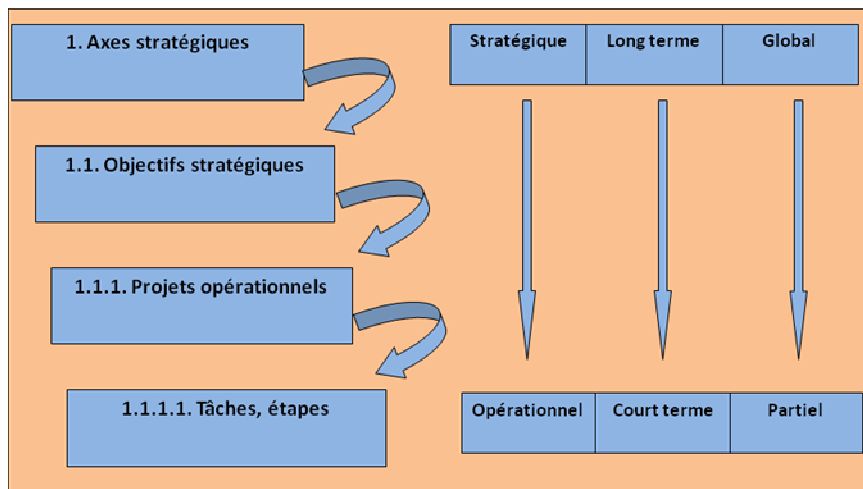 1. Axes stratégiques
1.1. Objectifs stratégiques
1.1.1. Projets opérationnels
1.1.1.1. Tâches, étapes
Stratégique Long terme Global
Opérationnel Court terme Partiel